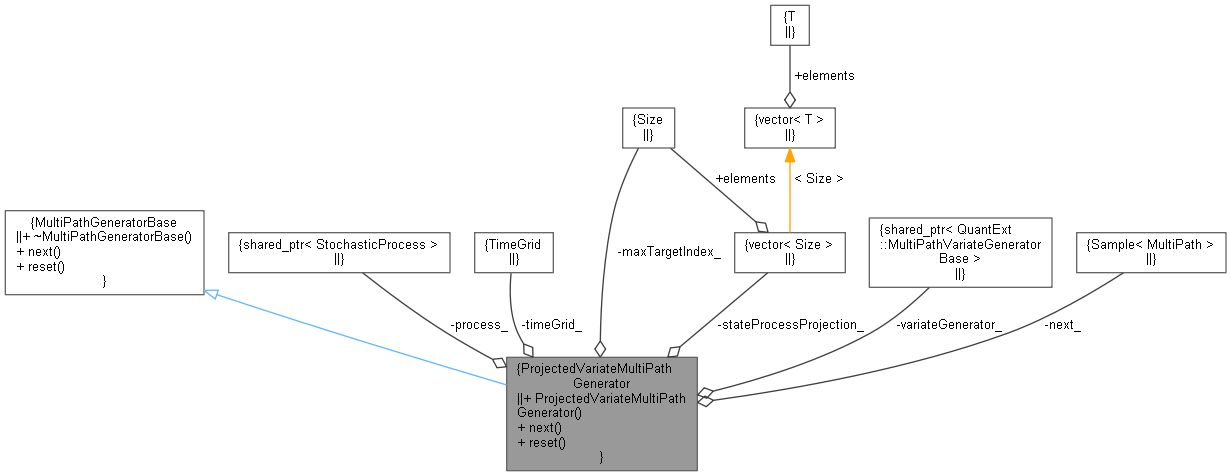 {T
||}
+elements
{Size
||}
{vector< T >
||}
+elements
< Size >
{MultiPathGeneratorBase
||+ ~MultiPathGeneratorBase()
+ next()
+ reset()
}
{shared_ptr< StochasticProcess >
||}
{TimeGrid
||}
-maxTargetIndex_
{vector< Size >
||}
{shared_ptr< QuantExt
::MultiPathVariateGenerator
Base >
||}
{Sample< MultiPath >
||}
-process_
-timeGrid_
-stateProcessProjection_
-variateGenerator_
-next_
{ProjectedVariateMultiPath
Generator
||+ ProjectedVariateMultiPath
Generator()
+ next()
+ reset()
}